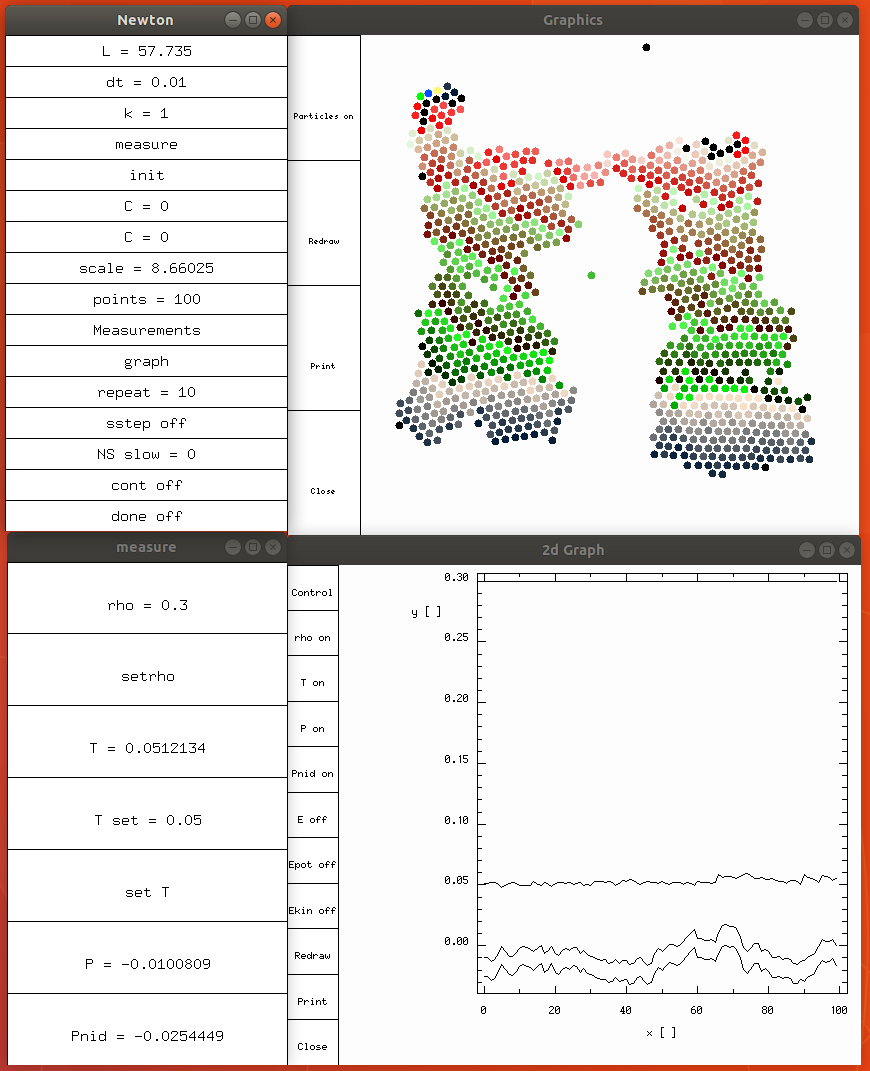 Newton
L = 57.735
dt = 0.01
k = 1
measure
init
C = 0
C = 0
scale = 8.66025
points = 100
Measurements
graph
repeat = 10
sstep off
NS slow = 0
cont off
done off
Graphics
Particles on
Redraw
Print
Close
measure
rho = 0.3
setrho
T = 0.0512134
T set = 0.05
set T
P = -0.0100809
Pnid = -0.0254449
2d Graph
Control
rho on
T on
P on
Pnid on
E off
Epot off
Ekin off
Redraw
Print
Close
y [ ]
0.30
0.25
0.20
0.15
0.10
0.05
0.00
0 20 40 60 80 100
x [ ]